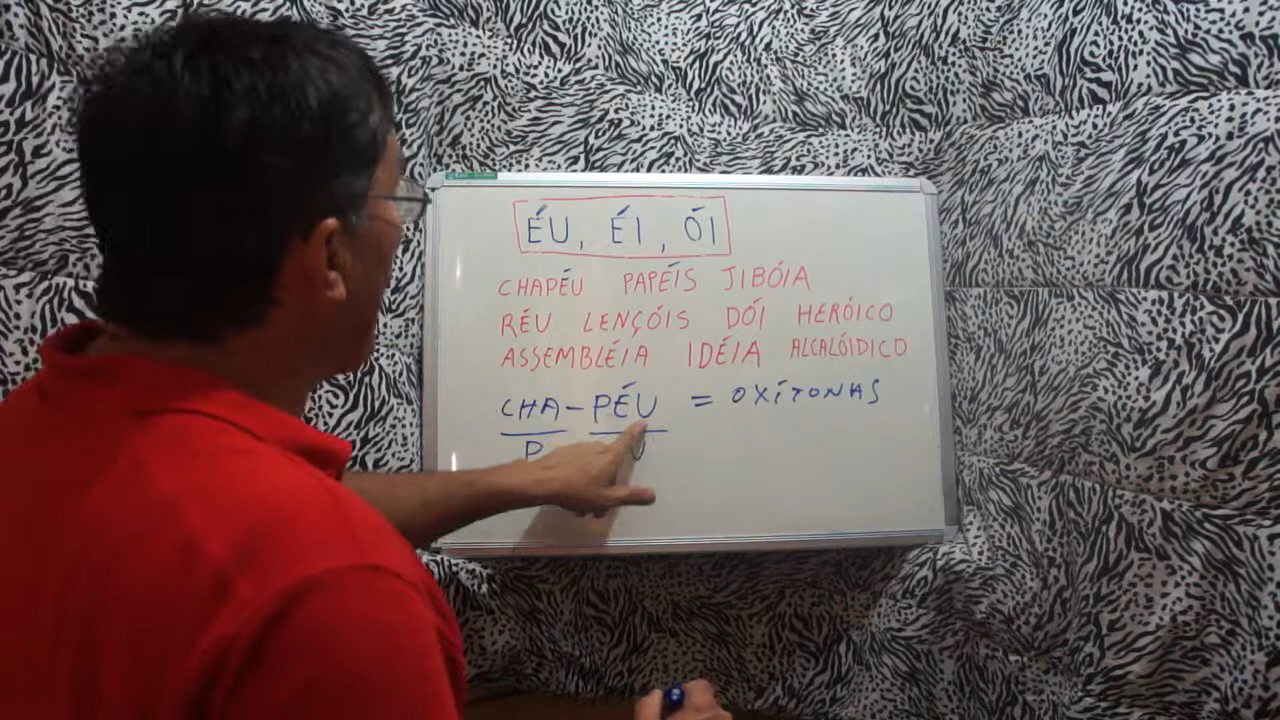 ÉU, ÉI, ÓI
CHAPÉU PAPÉIS JIBÓIA
RÉU LENÇÓIS DÓI HERÓICO
ASSEMBLÉIA IDÉIA ALCALÓIDICO
CHA-PÉU = OXÍTONAS
P U